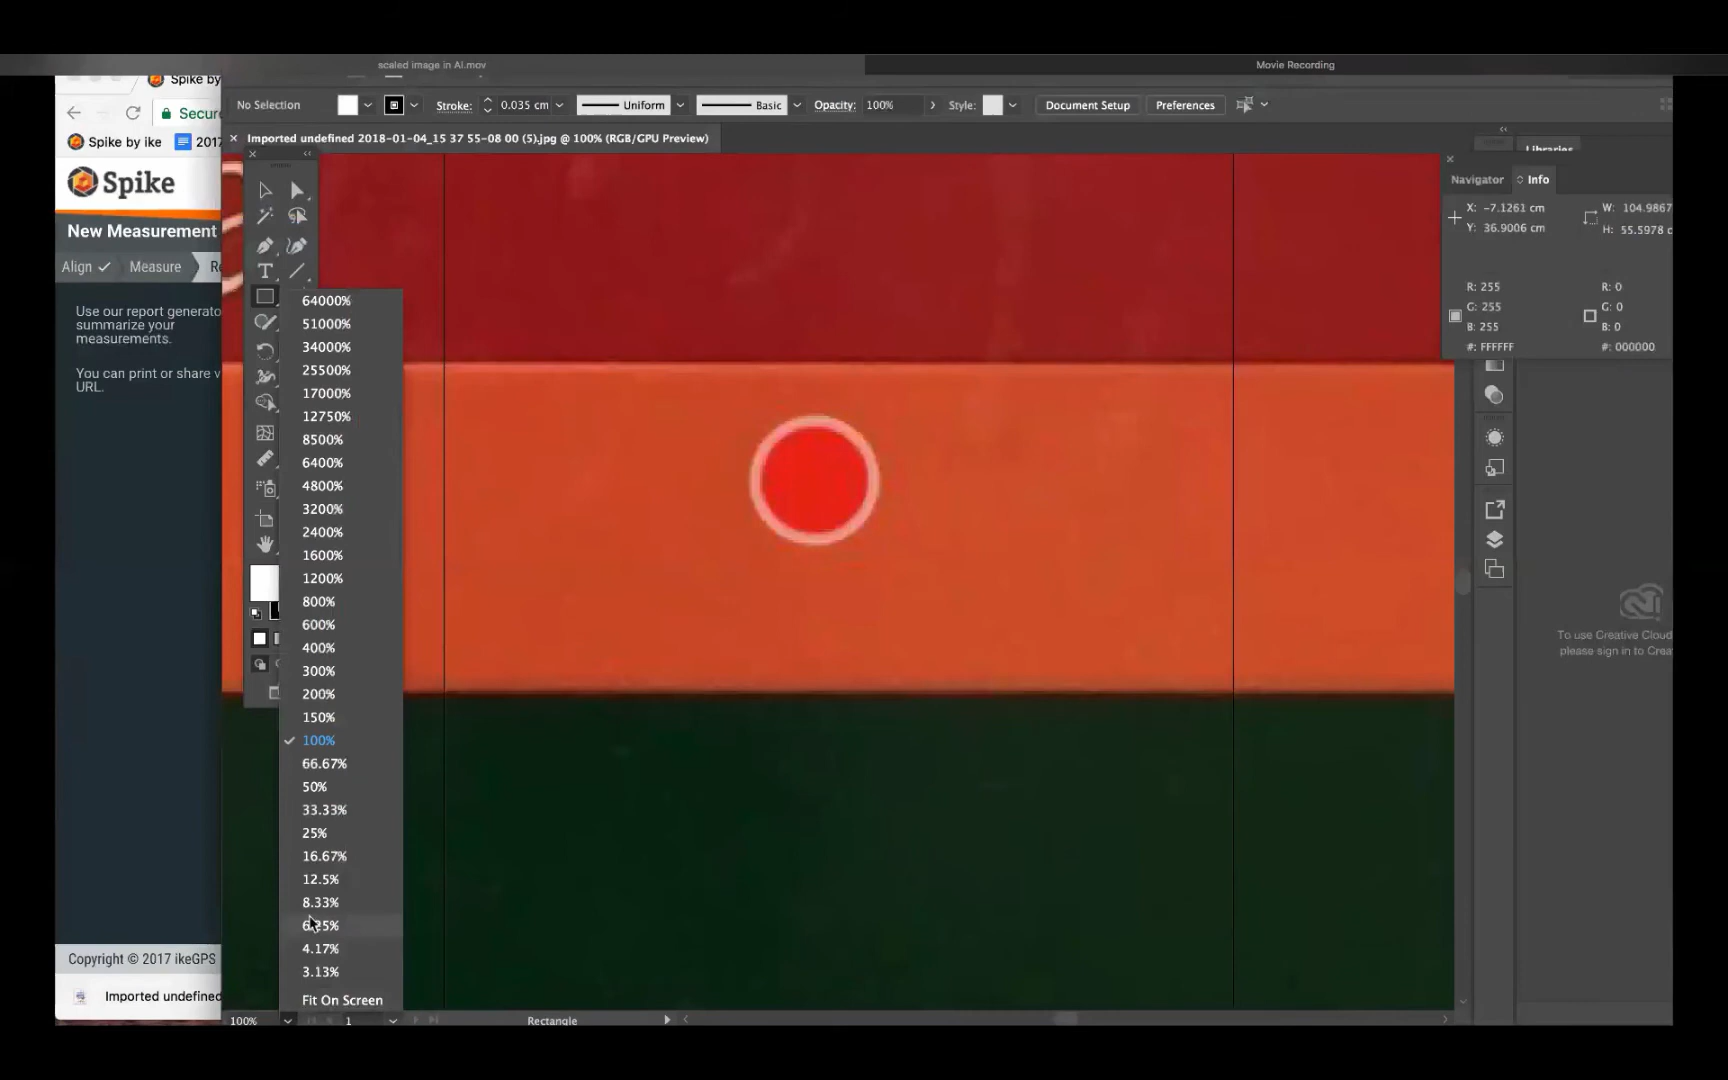 scaled image in AI.mov
Movie Recording
Spike by
Secure
Spike by ike
2017
Spike
New Measurement
Align
Measure
Use our report generato
summarize your
measurements.
You can print or share v
URL.
Copyright © 2017 ikeGPS
Imported undefined
No Selection
Stroke:
0.035 cm
Uniform
Basic
Opacity:
100%
Style:
Document Setup
Preferences
Imported undefined 2018-01-04_15 37 55-08 00 (5).jpg @ 100% (RGB/GPU Preview)
64000%
51000%
34000%
25500%
17000%
12750%
8500%
6400%
4800%
3200%
2400%
1600%
1200%
800%
600%
400%
300%
200%
150%
100%
66.67%
50%
33.33%
25%
16.67%
12.5%
8.33%
4.17%
3.13%
Fit On Screen
100%
1
Rectangle
Libraries
Navigator
Info
X: -7.1261 cm
Y: 36.9006 cm
W: 104.9867
H: 55.5978 c
R: 255
G: 255
B: 255
#: FFFFFF
R: 0
G: 0
B: 0
#: 000000
To use Creative Cloud
please sign in to Crea